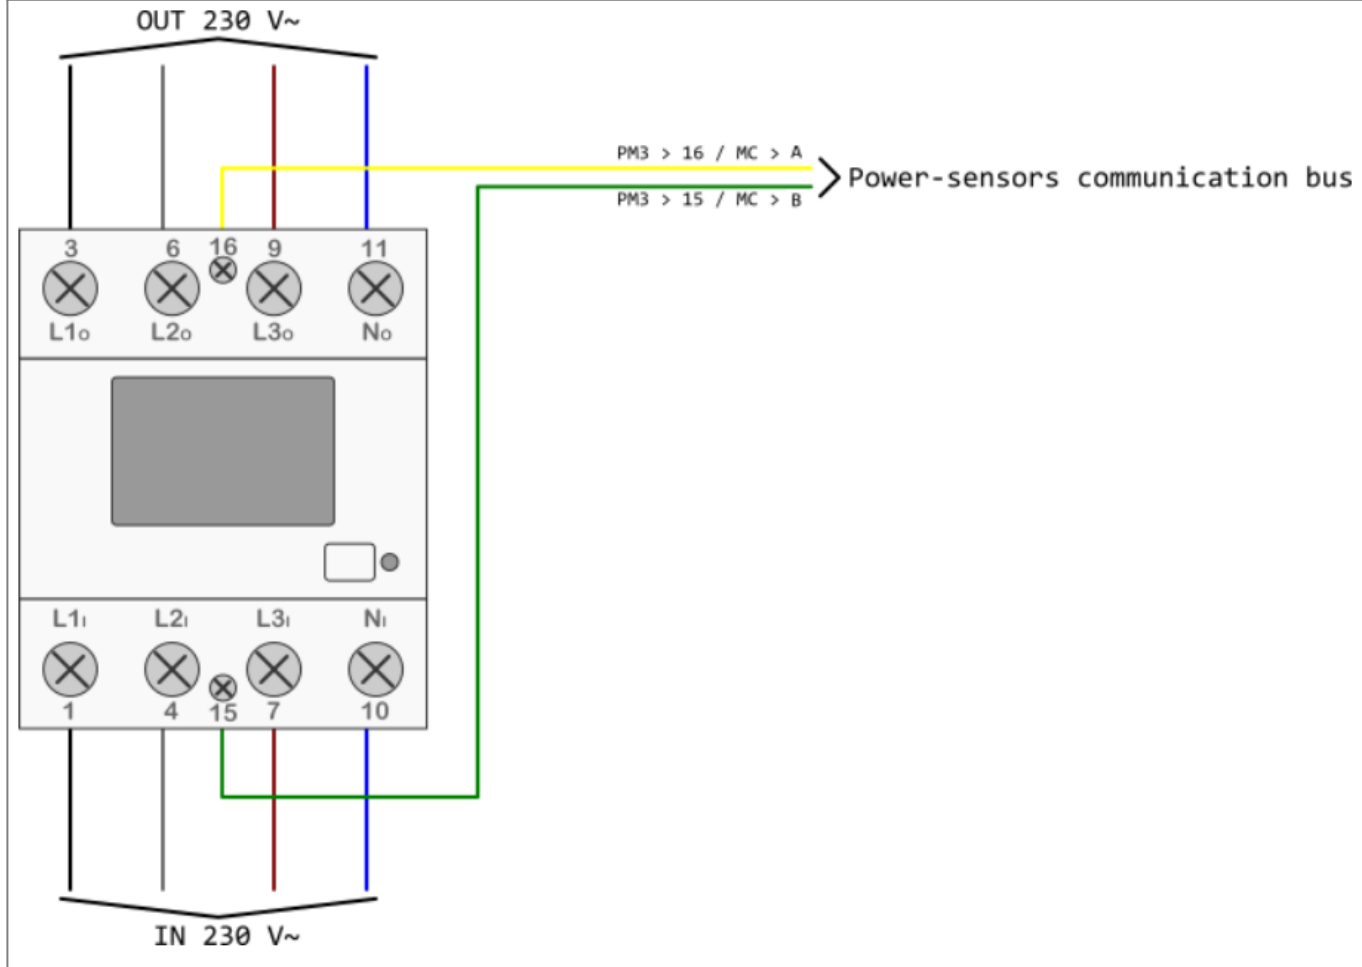 OUT 230 V~
PM3 > 16 / MC > A
Power-sensors communication bus
PM3 > 15 / MC > B
3 6 16 9 11
L1o L2o L3o No
L1I L2I L3I NI
1 4 15 7 10
IN 230 V~